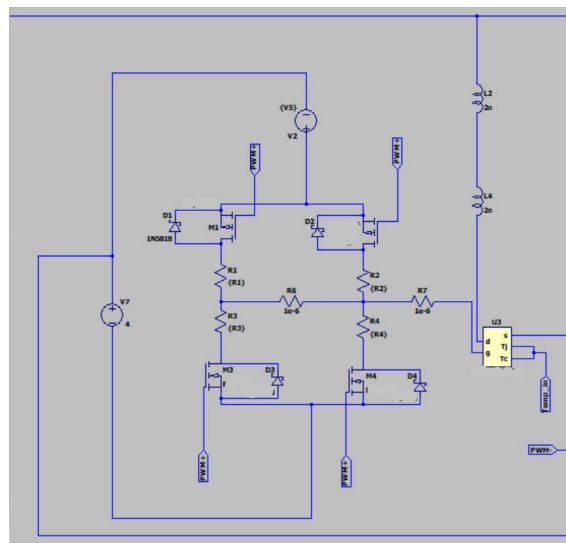 L2
2n
{V5}
V2
PWM+
PWM+
L4
2n
D1
1N5818
M1
D2
R1
{R1}
R2
{R2}
V7
4
R6
1e-6
R7
1e-6
U3
s
d
Tj
g
Tc
R3
{R3}
R4
{R4}
M3
D3
M4
D4
Temp_in
PWM-
PWM+
PWM+